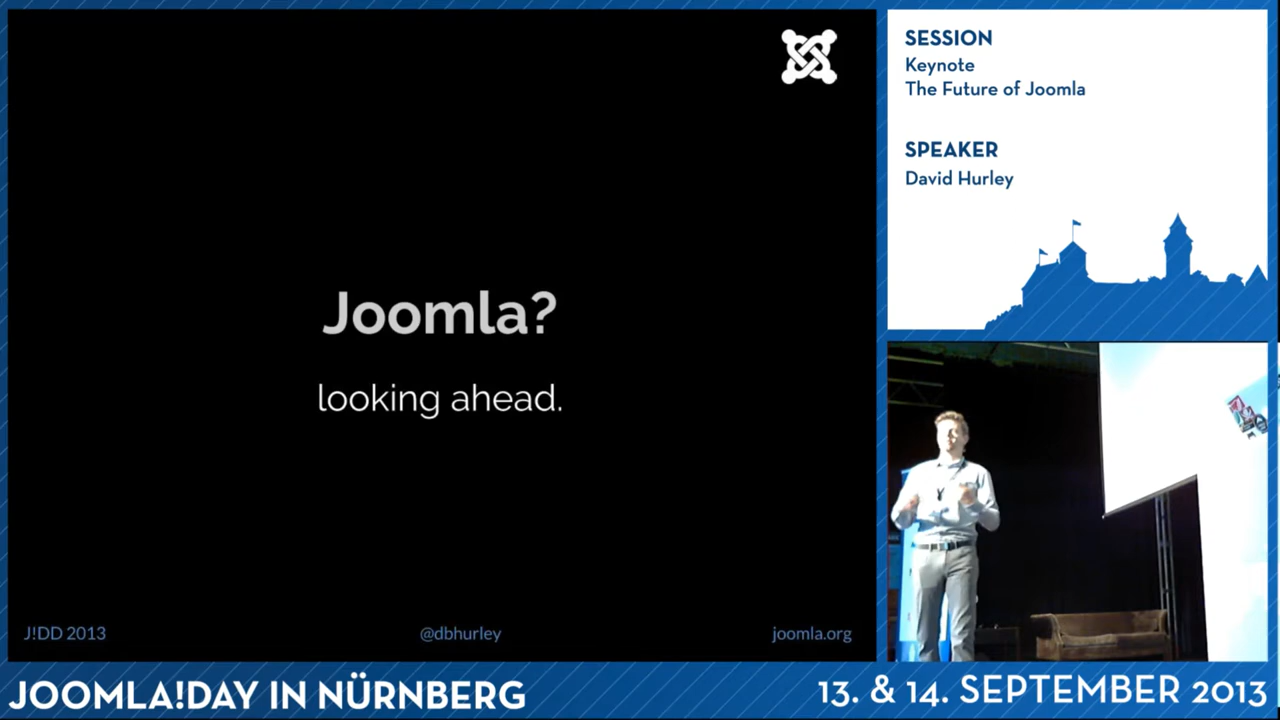 Joomla?
looking ahead.
J!DD 2013
@dbhurley
joomla.org
SESSION
Keynote
The Future of Joomla
SPEAKER
David Hurley
JOOMLA!DAY IN NÜRNBERG
13. & 14. SEPTEMBER 2013